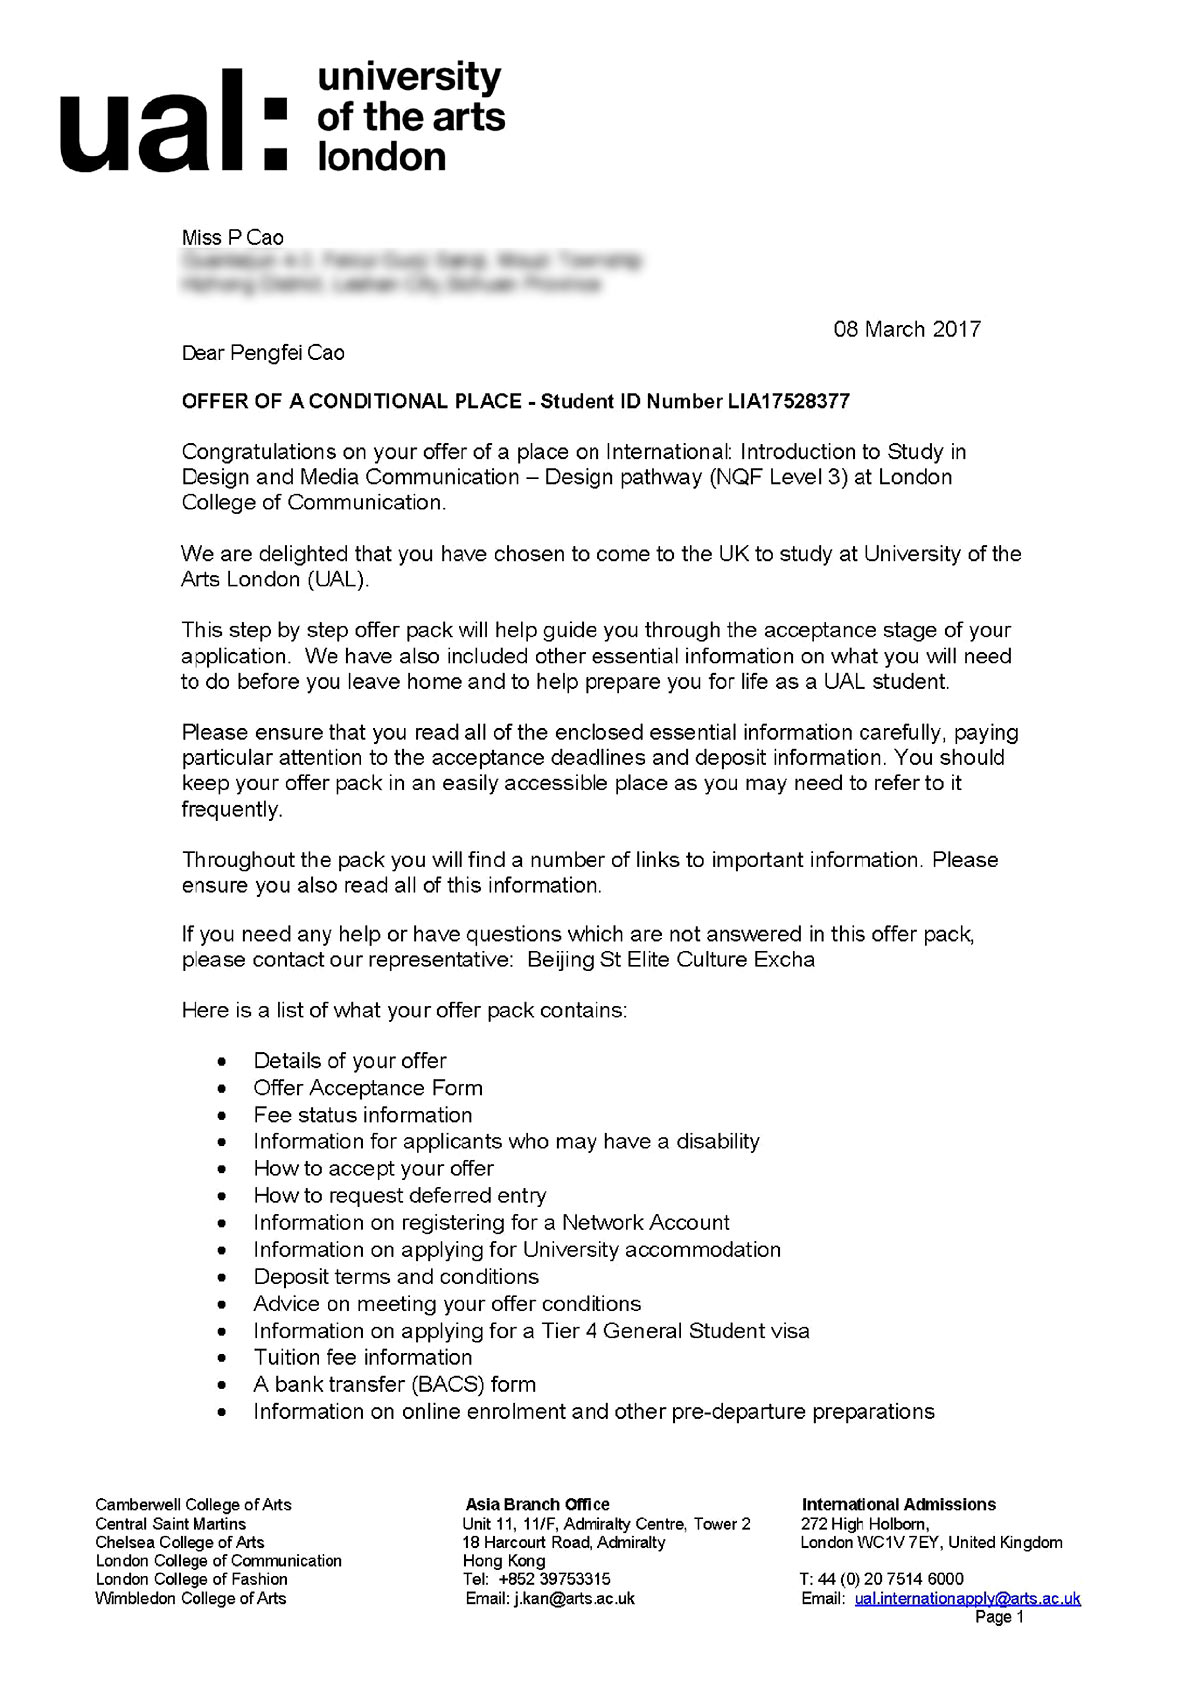 ual:
university
of the arts
london
Miss P Cao
08 March 2017
Dear Pengfei Cao
OFFER OF A CONDITIONAL PLACE - Student ID Number LIA17528377
Congratulations on your offer of a place on International: Introduction to Study in
Design and Media Communication – Design pathway (NQF Level 3) at London
College of Communication.
We are delighted that you have chosen to come to the UK to study at University of the
Arts London (UAL).
This step by step offer pack will help guide you through the acceptance stage of your
application.  We have also included other essential information on what you will need
to do before you leave home and to help prepare you for life as a UAL student.
Please ensure that you read all of the enclosed essential information carefully, paying
particular attention to the acceptance deadlines and deposit information. You should
keep your offer pack in an easily accessible place as you may need to refer to it
frequently.
Throughout the pack you will find a number of links to important information. Please
ensure you also read all of this information.
If you need any help or have questions which are not answered in this offer pack,
please contact our representative:  Beijing St Elite Culture Excha
Here is a list of what your offer pack contains:
• Details of your offer
• Offer Acceptance Form
• Fee status information
• Information for applicants who may have a disability
• How to accept your offer
• How to request deferred entry
• Information on registering for a Network Account
• Information on applying for University accommodation
• Deposit terms and conditions
• Advice on meeting your offer conditions
• Information on applying for a Tier 4 General Student visa
• Tuition fee information
• A bank transfer (BACS) form
• Information on online enrolment and other pre-departure preparations
Camberwell College of Arts
Central Saint Martins
Chelsea College of Arts
London College of Communication
London College of Fashion
Wimbledon College of Arts
Asia Branch Office
Unit 11, 11/F, Admiralty Centre, Tower 2
18 Harcourt Road, Admiralty
Hong Kong
Tel:  +852 39753315
Email: j.kan@arts.ac.uk
International Admissions
272 High Holborn,
London WC1V 7EY, United Kingdom
T: 44 (0) 20 7514 6000
Email:  ual.internationapply@arts.ac.uk
Page 1